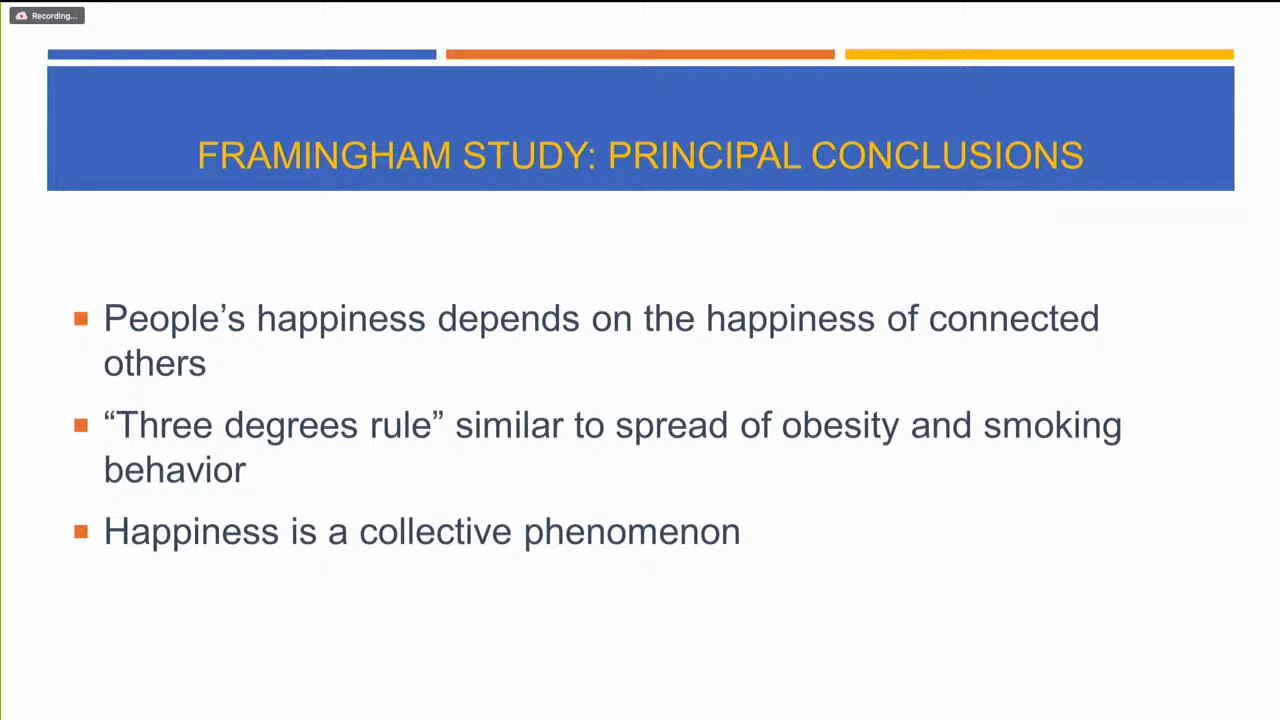 Recording...
FRAMINGHAM STUDY: PRINCIPAL CONCLUSIONS
People’s happiness depends on the happiness of connected
others
“Three degrees rule” similar to spread of obesity and smoking
behavior
Happiness is a collective phenomenon